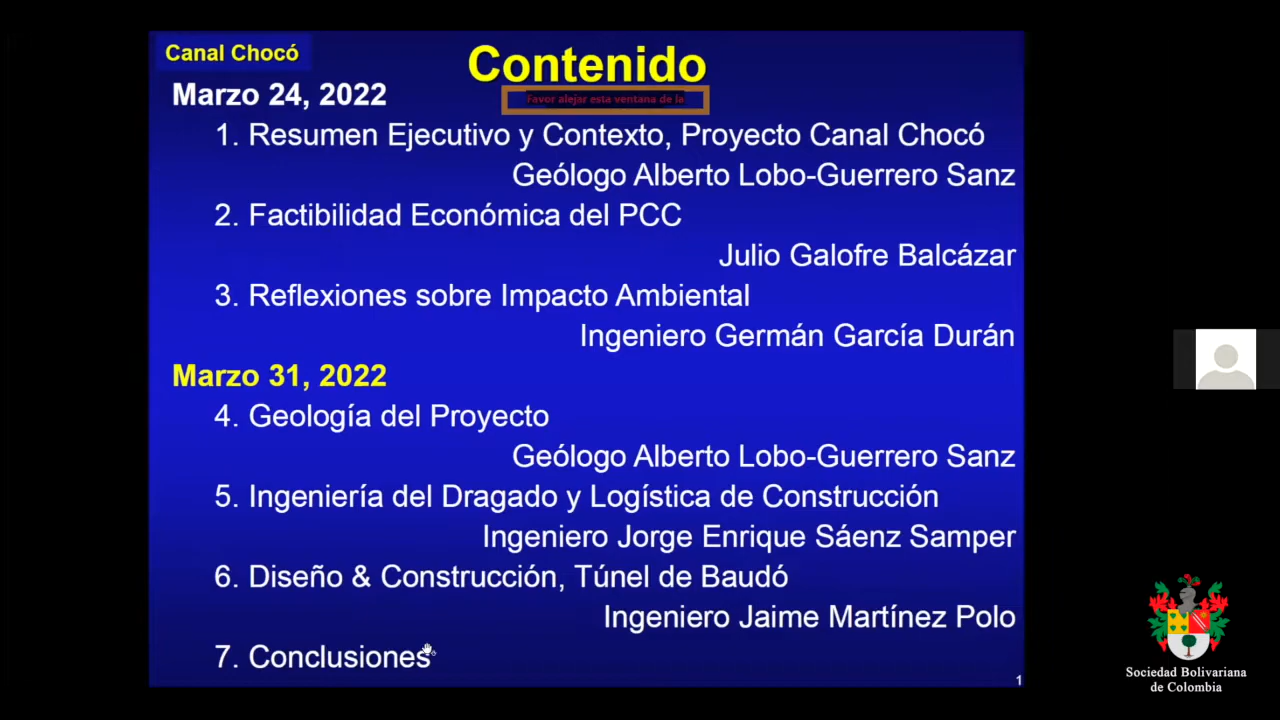 Canal Chocó
Contenido
Favor alejar esta ventana de la
Marzo 24, 2022
1. Resumen Ejecutivo y Contexto, Proyecto Canal Chocó
Geólogo Alberto Lobo-Guerrero Sanz
2. Factibilidad Económica del PCC
Julio Galofre Balcázar
3. Reflexiones sobre Impacto Ambiental
Ingeniero Germán García Durán
Marzo 31, 2022
4. Geología del Proyecto
Geólogo Alberto Lobo-Guerrero Sanz
5. Ingeniería del Dragado y Logística de Construcción
Ingeniero Jorge Enrique Sáenz Samper
6. Diseño & Construcción, Túnel de Baudó
Ingeniero Jaime Martínez Polo
7. Conclusiones
1
Sociedad Bolivariana
de Colombia